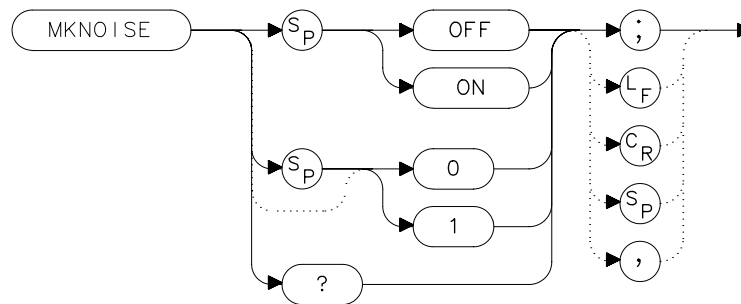 MKNOISE
SP
OFF
ON
;
LF
CR
SP
,
SP
0
1
?